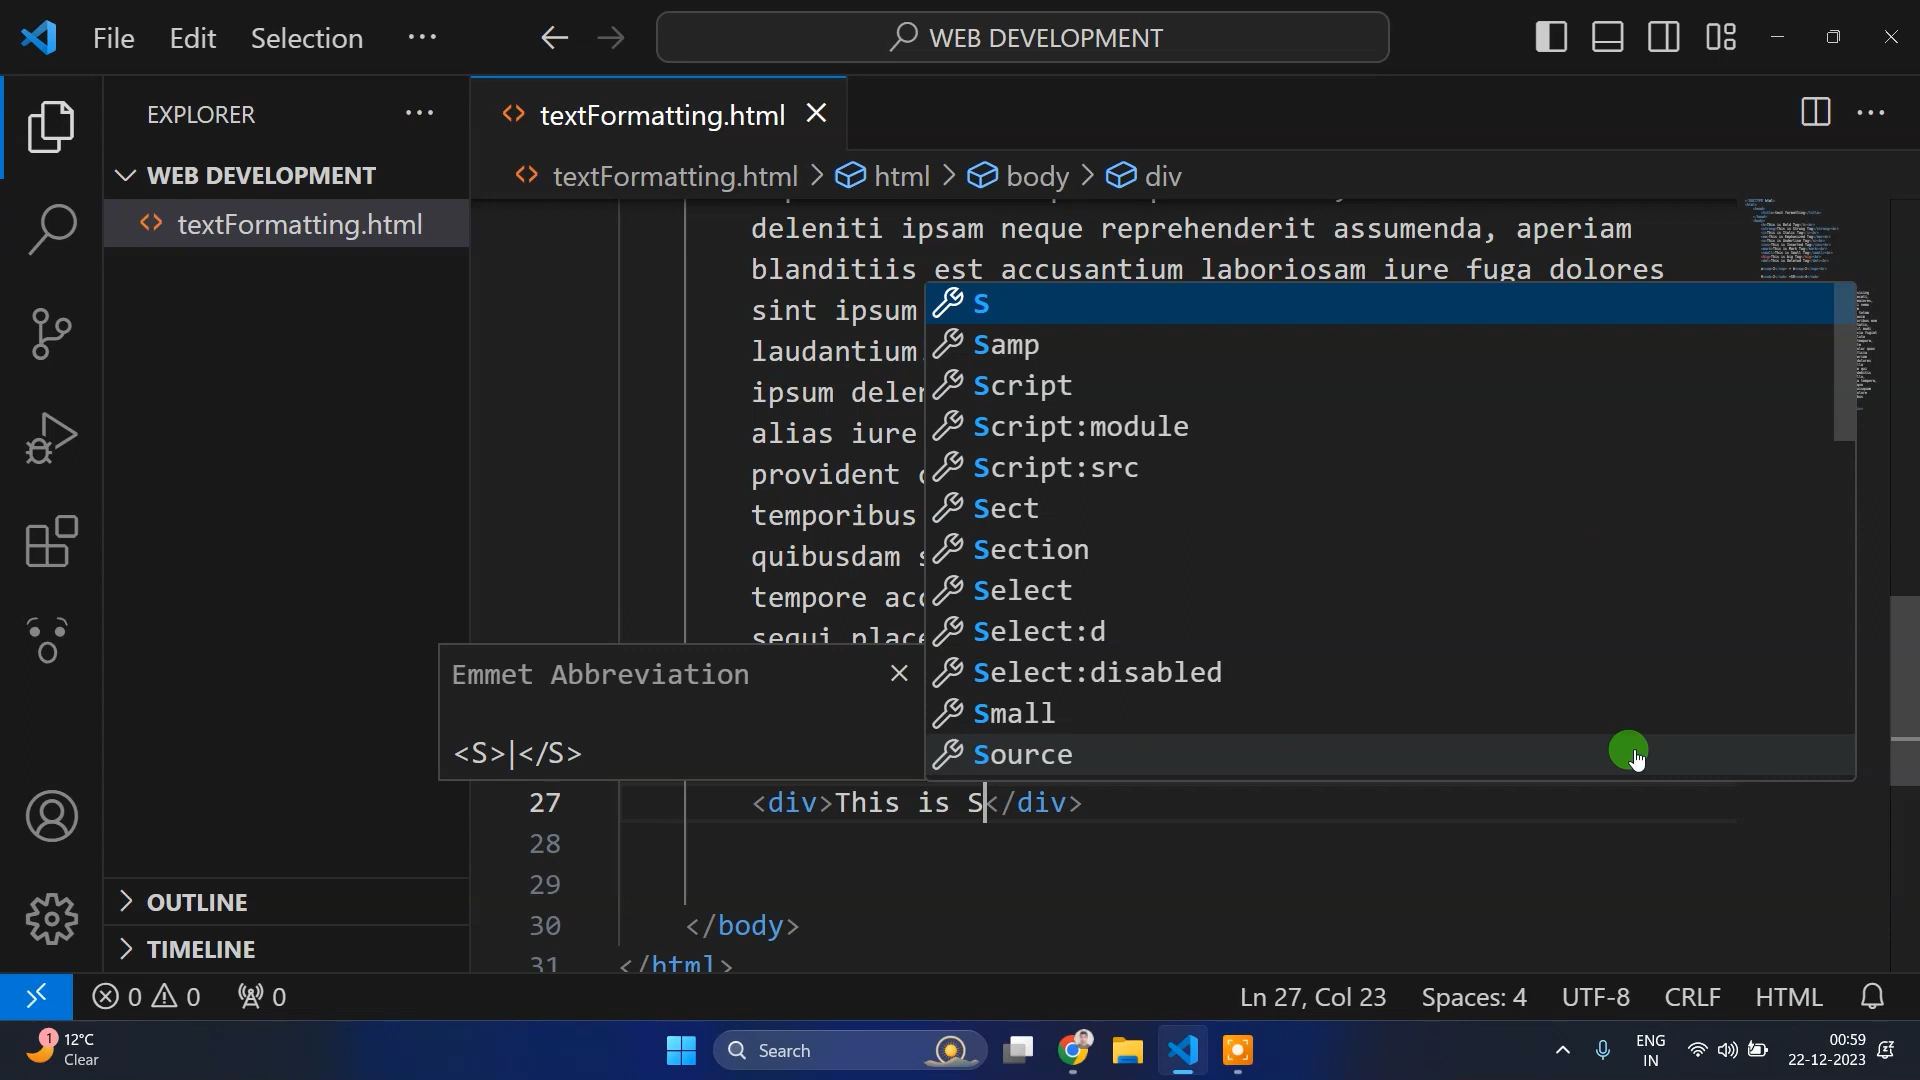 File Edit Selection ··· WEB DEVELOPMENT
EXPLORER ···
textFormatting.html
WEB DEVELOPMENT
textFormatting.html
textFormatting.html > html > body > div
deleniti ipsam neque reprehenderit assumenda, aperiam
blanditiis est accusantium laboriosam iure fuga dolores
sint ipsum
laudantium
ipsum
alias iure
provident
temporibus
quibusdam
tempore
sequi
S
Samp
Script
Script:module
Script:src
Sect
Section
Select
Select:d
Select:disabled
Small
Source
Emmet Abbreviation
<S>|</S>
27 <div>This is S</div>
28
29
30 </body>
31 </html>
OUTLINE
TIMELINE
0 0 0
Ln 27, Col 23 Spaces: 4 UTF-8 CRLF HTML
1 12°C
Clear
Search
ENG
IN
00:59
22-12-2023